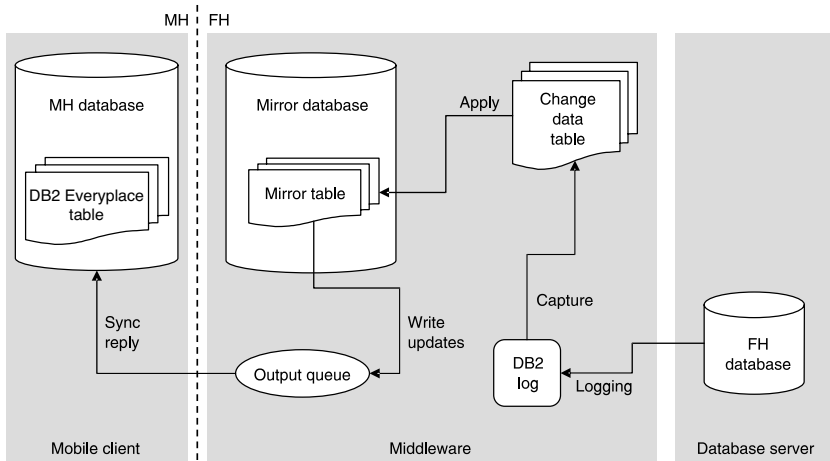 MH
FH
MH database
DB2 Everyplace
table
Mirror database
Mirror table
Apply
Change
data
table
Sync
reply
Write
updates
Capture
Output queue
DB2
log
Logging
FH
database
Mobile client
Middleware
Database server